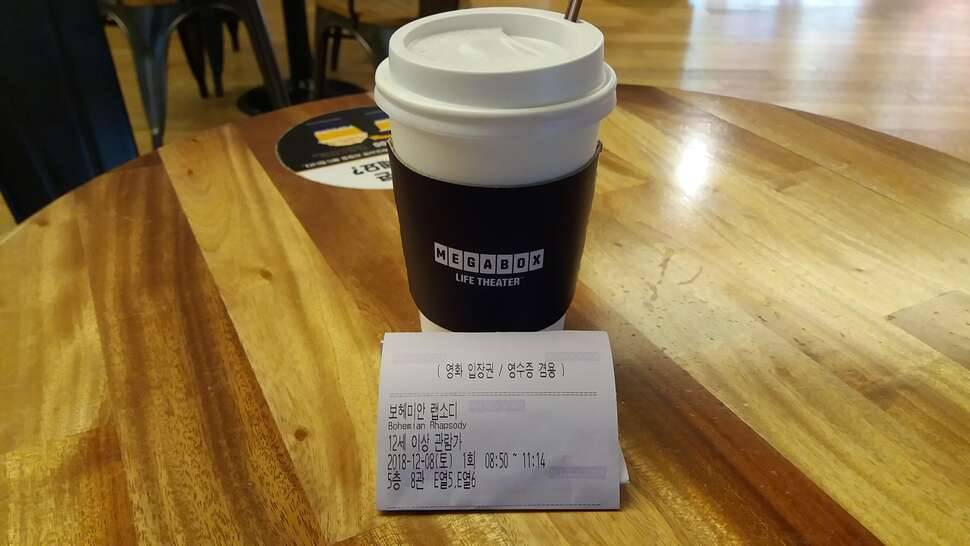 MEGABOX
LIFE THEATER
( 영화 입장권 / 영수증 겸용 )
보헤미안 랩소디
Bohemian Rhapsody
12세 이상 관람가
2018-12-08(토) 1회 08:50 ~ 11:14
5층 8관 E열5,E열6